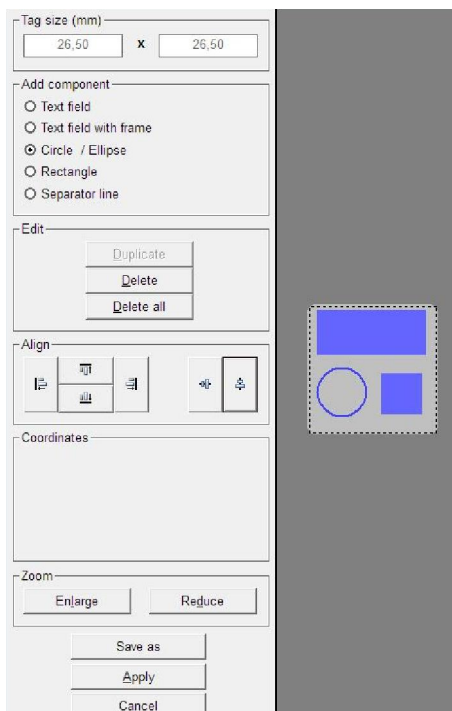 Tag size (mm)
26,50 x 26,50
Add component
Text field
Text field with frame
Circle / Ellipse
Rectangle
Separator line
Edit
Duplicate
Delete
Delete all
Align
Coordinates
Zoom
Enlarge Reduce
Save as
Apply
Cancel